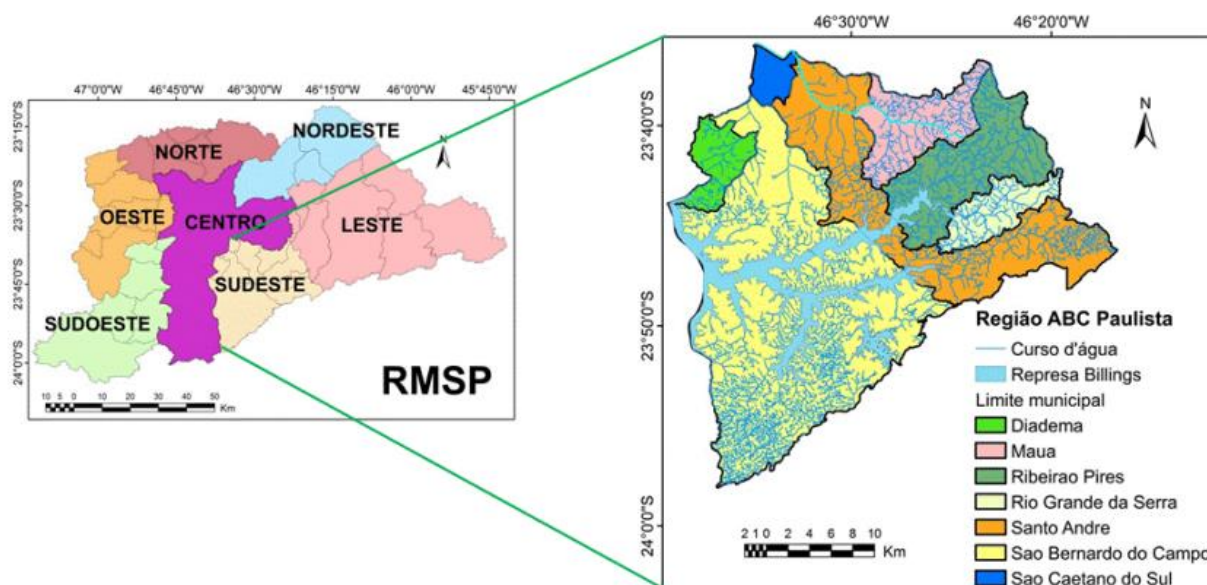 47°0'0"W 46°45'0"W 46°30'0"W 46°15'0"W 46°0'0"W 45°45'0"W
23°15'0"S
23°30'0"S
23°45'0"S
24°0'0"S
NORDESTE
N
NORTE
OESTE
CENTRO
LESTE
SUDESTE
SUDOESTE
RMSP
10 5 0 10 20 30 40 50
Km
46°30'0"W 46°20'0"W
23°40'0"S
23°50'0"S
24°0'0"S
N
Região ABC Paulista
Curso d'água
Represa Billings
Limite municipal
Diadema
Maua
Ribeirao Pires
Rio Grande da Serra
Santo Andre
Sao Bernardo do Campo
Sao Caetano do Sul
2 1 0 2 4 6 8 10
Km